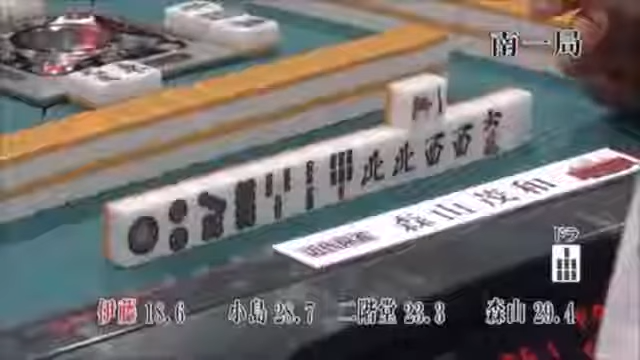 南一局
北 北 西 西
森山茂和
ドラ
伊藤 18.6 小島 28.7 二階堂 23.3 森山 29.4